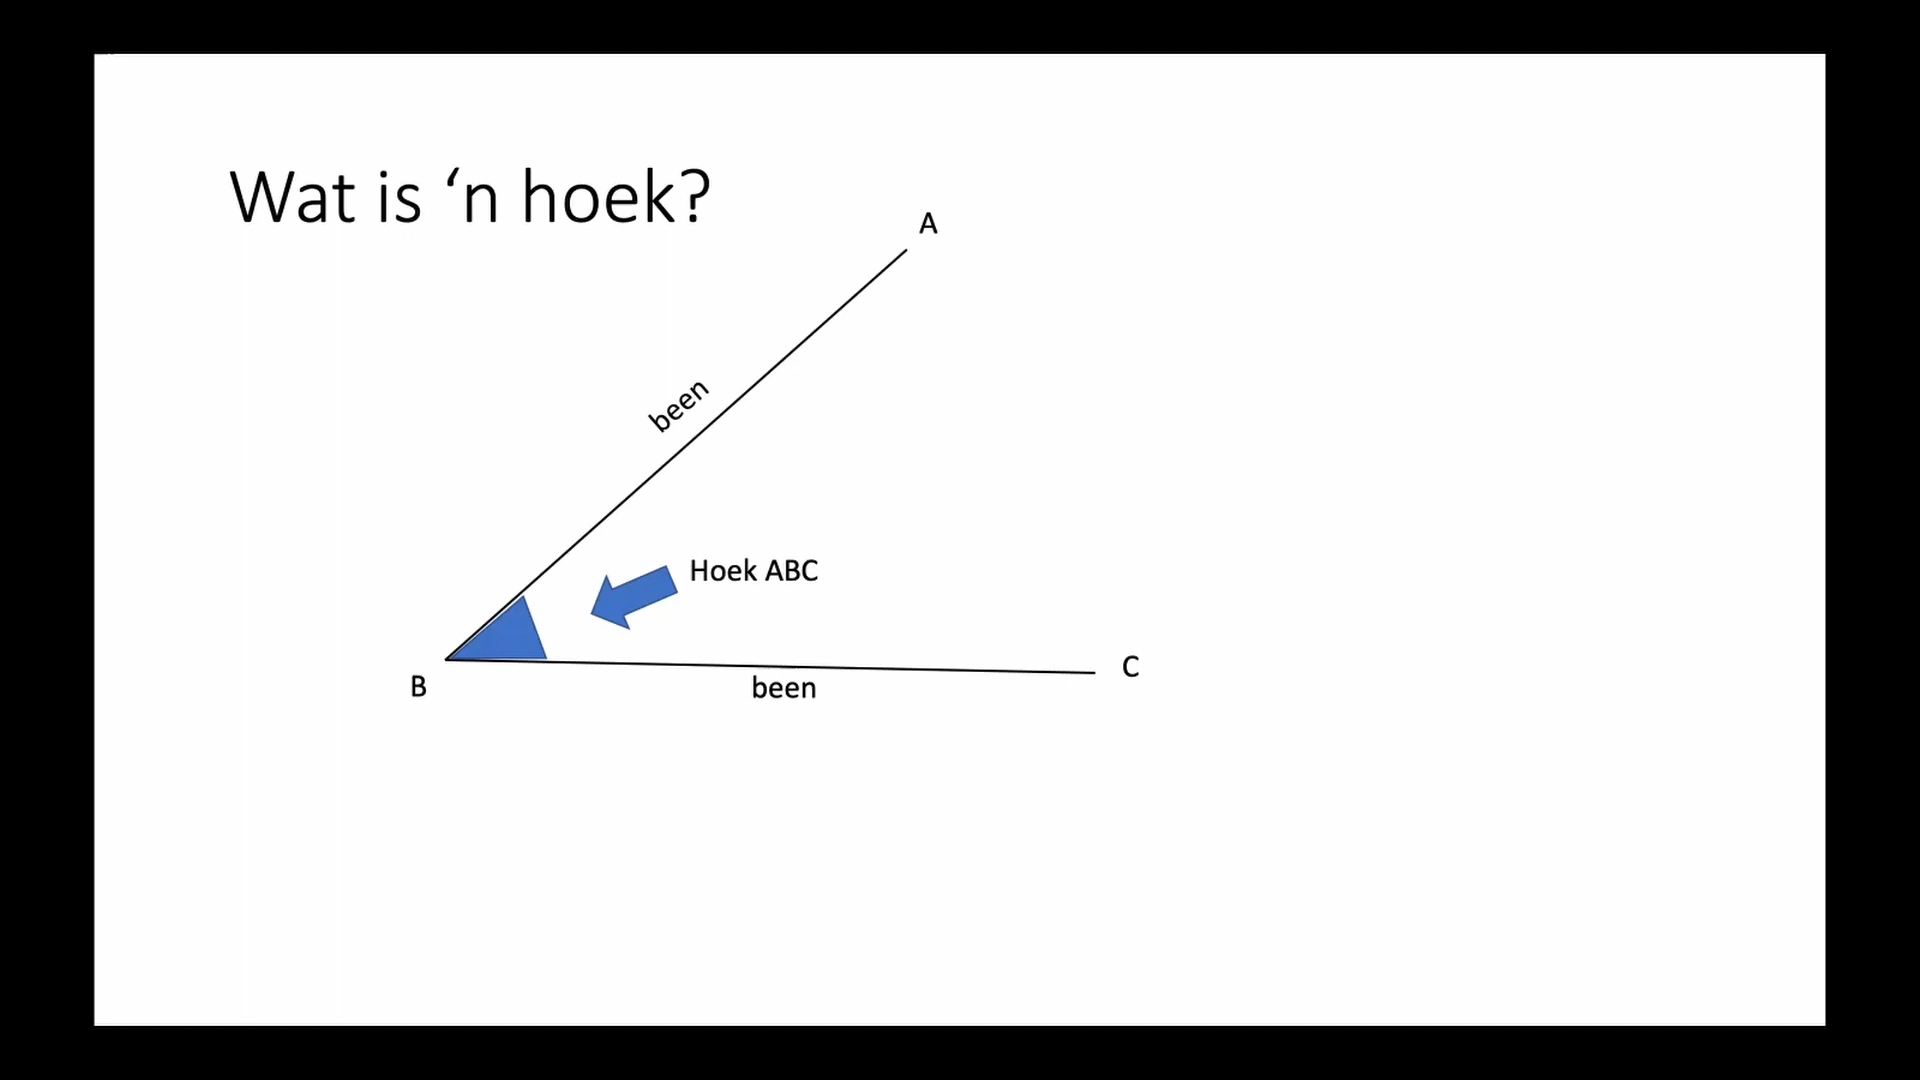 Wat is ‘n hoek?
A
been
Hoek ABC
B
been
C